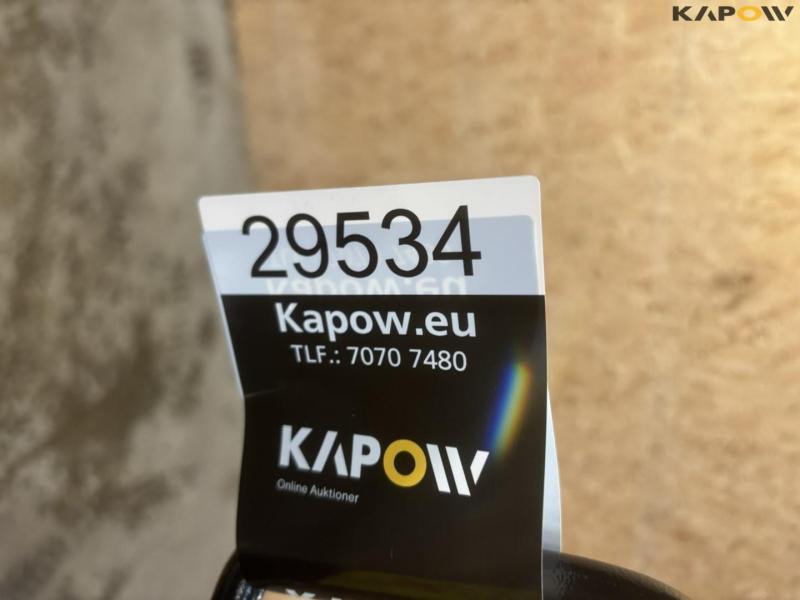 KAPOW
29534
Kapow.eu
TLF.: 7070 7480
KAPOW
Online Auktioner